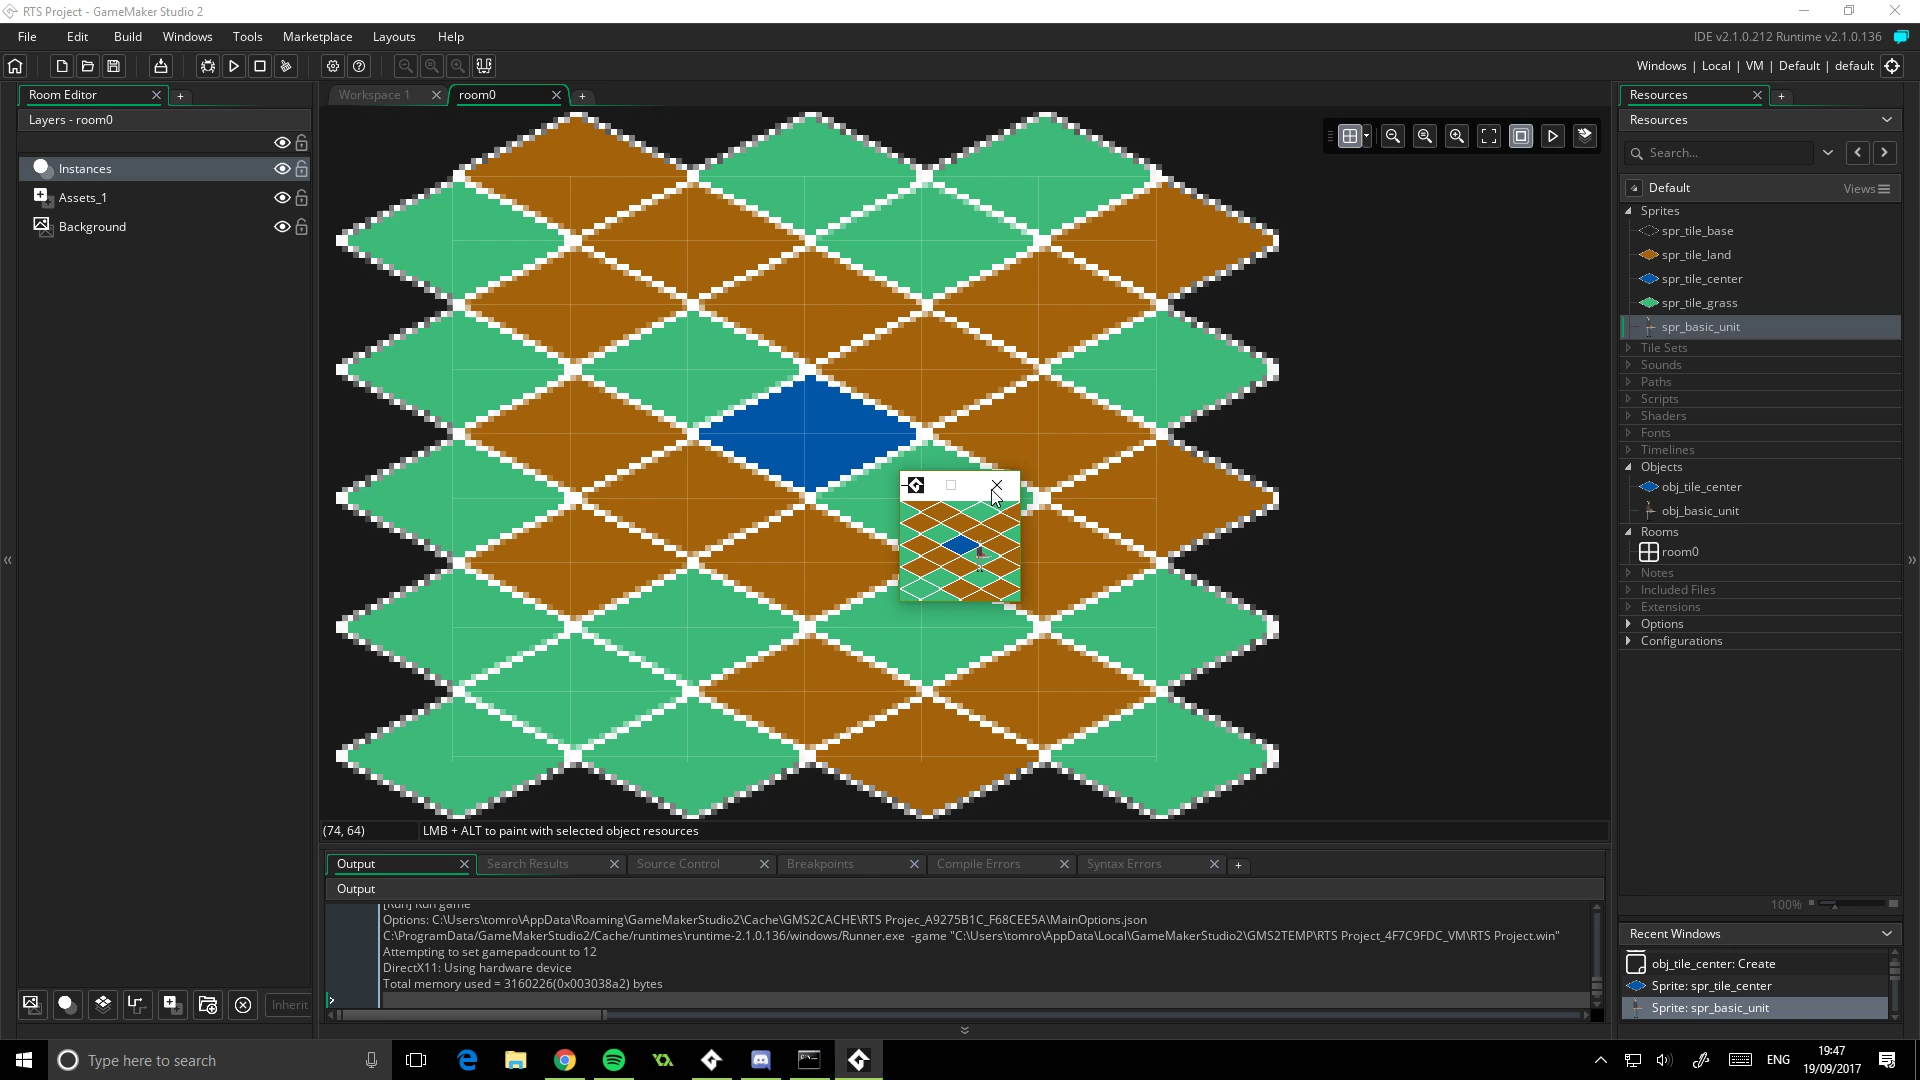 RTS Project - GameMaker Studio 2
File Edit Build Windows Tools Marketplace Layouts Help
IDE v2.1.0.212 Runtime v2.1.0.136
Windows | Local | VM | Default | default
Room Editor
Layers - room0
Instances
Assets_1
Background
Inherit
Workspace 1
room0
(74, 64)
LMB + ALT to paint with selected object resources
Output
Search Results
Source Control
Breakpoints
Compile Errors
Syntax Errors
Output
[Run] Run game
Options: C:\Users\tomro\AppData\Roaming\GameMakerStudio2\Cache\GMS2CACHE\RTS Projec_A9275B1C_F68CEE5A\MainOptions.json
C:\ProgramData/GameMakerStudio2/Cache/runtimes\runtime-2.1.0.136/windows/Runner.exe -game "C:\Users\tomro\AppData\Local\GameMakerStudio2\GMS2TEMP\RTS Project_4F7C9FDC_VM\RTS Project.win"
Attempting to set gamepadcount to 12
DirectX11: Using hardware device
Total memory used = 3160226(0x003038a2) bytes
Resources
Resources
Search...
Default
Views
Sprites
spr_tile_base
spr_tile_land
spr_tile_center
spr_tile_grass
spr_basic_unit
Tile Sets
Sounds
Paths
Scripts
Shaders
Fonts
Timelines
Objects
obj_tile_center
obj_basic_unit
Rooms
room0
Notes
Included Files
Extensions
Options
Configurations
100%
Recent Windows
obj_tile_center: Create
Sprite: spr_tile_center
Sprite: spr_basic_unit
Type here to search
ENG
19:47
19/09/2017